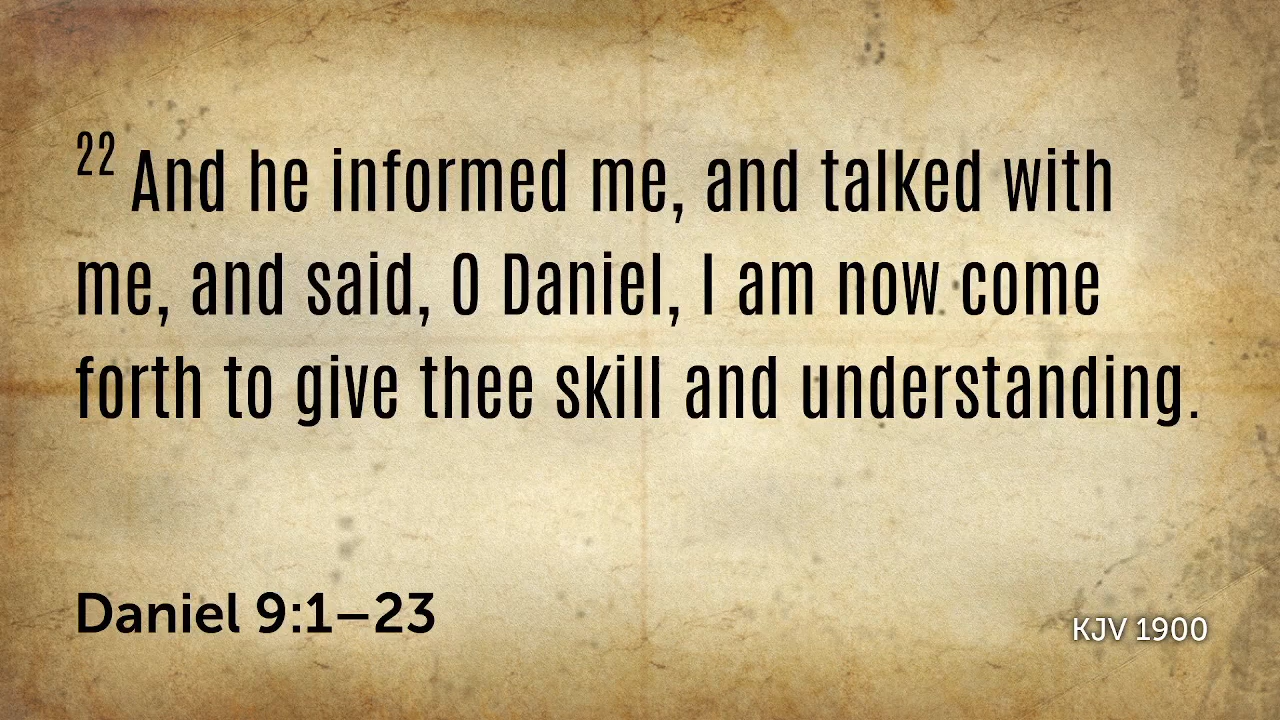 22 And he informed me, and talked with
me, and said, O Daniel, I am now come
forth to give thee skill and understanding.
Daniel 9:1–23
KJV 1900